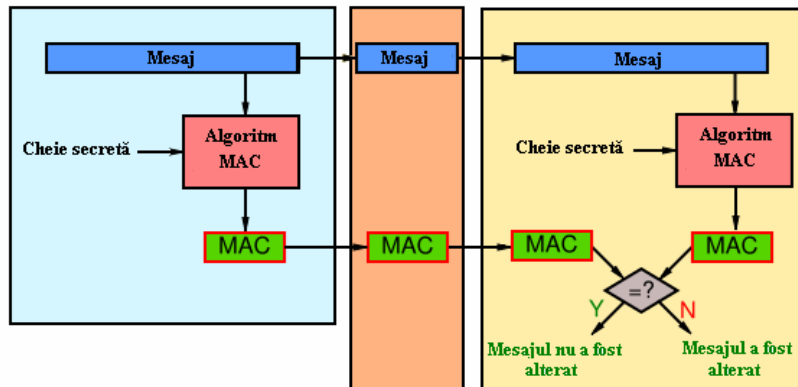 Mesaj
Mesaj
Mesaj
Cheie secretă
Algoritm
MAC
Cheie secretă
Algoritm
MAC
MAC
MAC
MAC
MAC
=?
Y
N
Mesajul nu a fost
alterat
Mesajul a fost
alterat